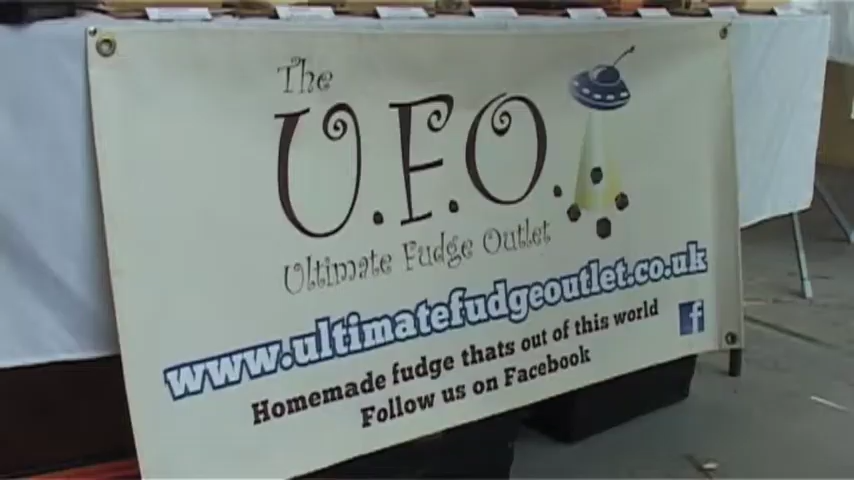 The
U.F.O.
Ultimate Fudge Outlet
www.ultimatefudgeoutlet.co.uk
Homemade fudge thats out of this world
Follow us on Facebook
f